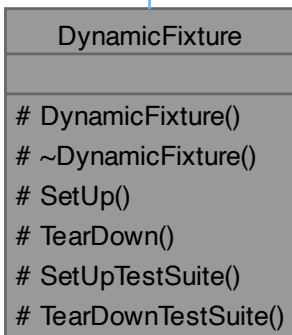 DynamicFixture
# DynamicFixture()
# ~DynamicFixture()
# SetUp()
# TearDown()
# SetUpTestSuite()
# TearDownTestSuite()